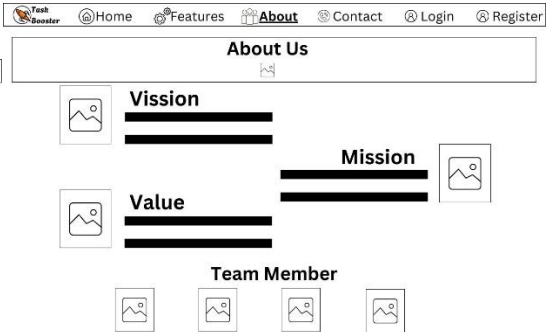 Task
Booster
Home Features About Contact Login Register
About Us
Vission
Mission
Value
Team Member